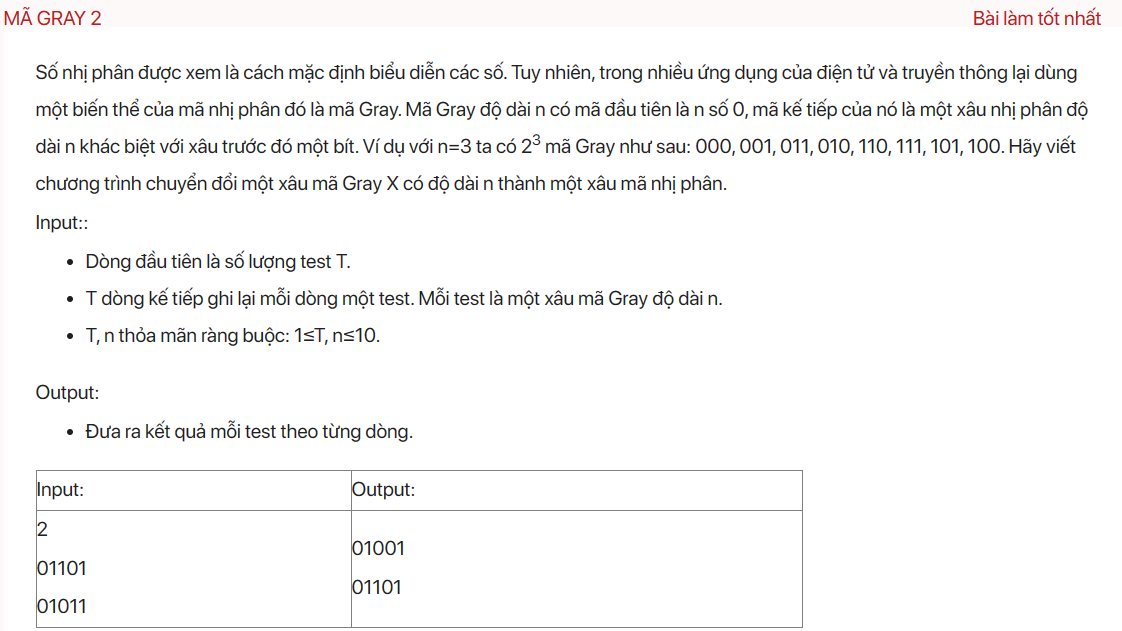 MÃ GRAY 2
Bài làm tốt nhất
Số nhị phân được xem là cách mặc định biểu diễn các số. Tuy nhiên, trong nhiều ứng dụng của điện tử và truyền thông lại dùng
một biến thể của mã nhị phân đó là mã Gray. Mã Gray độ dài n có mã đầu tiên là n số 0, mã kế tiếp của nó là một xâu nhị phân độ
dài n khác biệt với xâu trước đó một bít. Ví dụ với n=3 ta có 2³ mã Gray như sau: 000, 001, 011, 010, 110, 111, 101, 100. Hãy viết
chương trình chuyển đổi một xâu mã Gray X có độ dài n thành một xâu mã nhị phân.
Input::
• Dòng đầu tiên là số lượng test T.
• T dòng kế tiếp ghi lại mỗi dòng một test. Mỗi test là một xâu mã Gray độ dài n.
• T, n thỏa mãn ràng buộc: 1≤T, n≤10.
Output:
• Đưa ra kết quả mỗi test theo từng dòng.
Input:
Output:
2
01101
01011
01001
01101